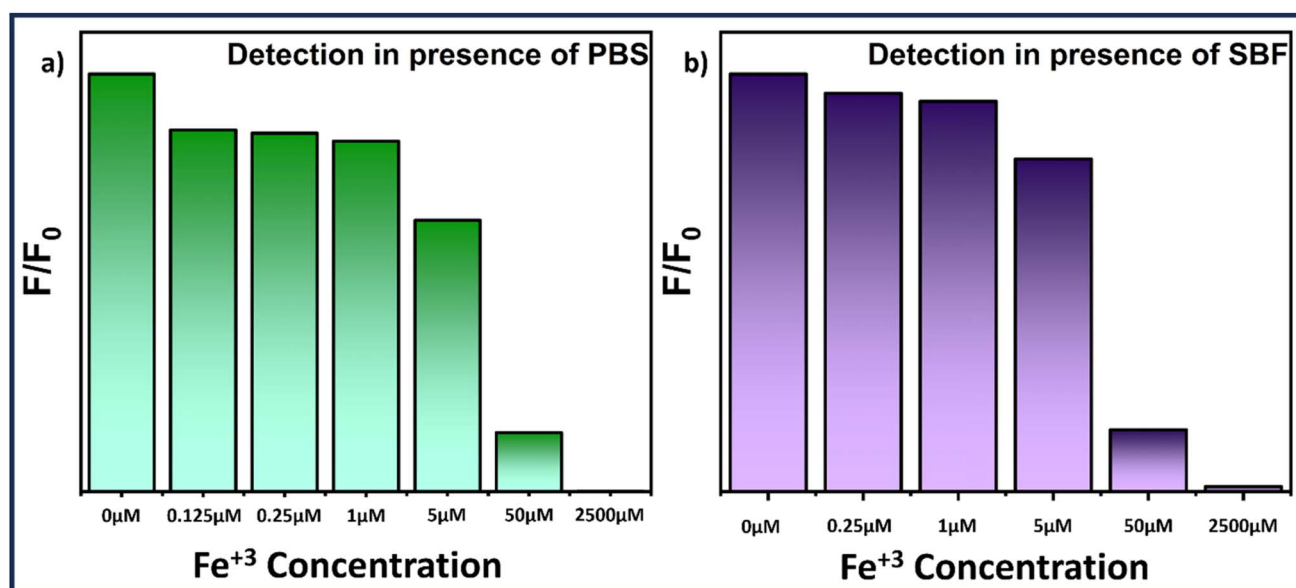 a)
Detection in presence of PBS
F/F₀
0µM 0.125µM 0.25µM 1µM 5µM 50µM 2500µM
Fe⁺³ Concentration
b)
Detection in presence of SBF
F/F₀
0µM 0.25µM 1µM 5µM 50µM 2500µM
Fe⁺³ Concentration